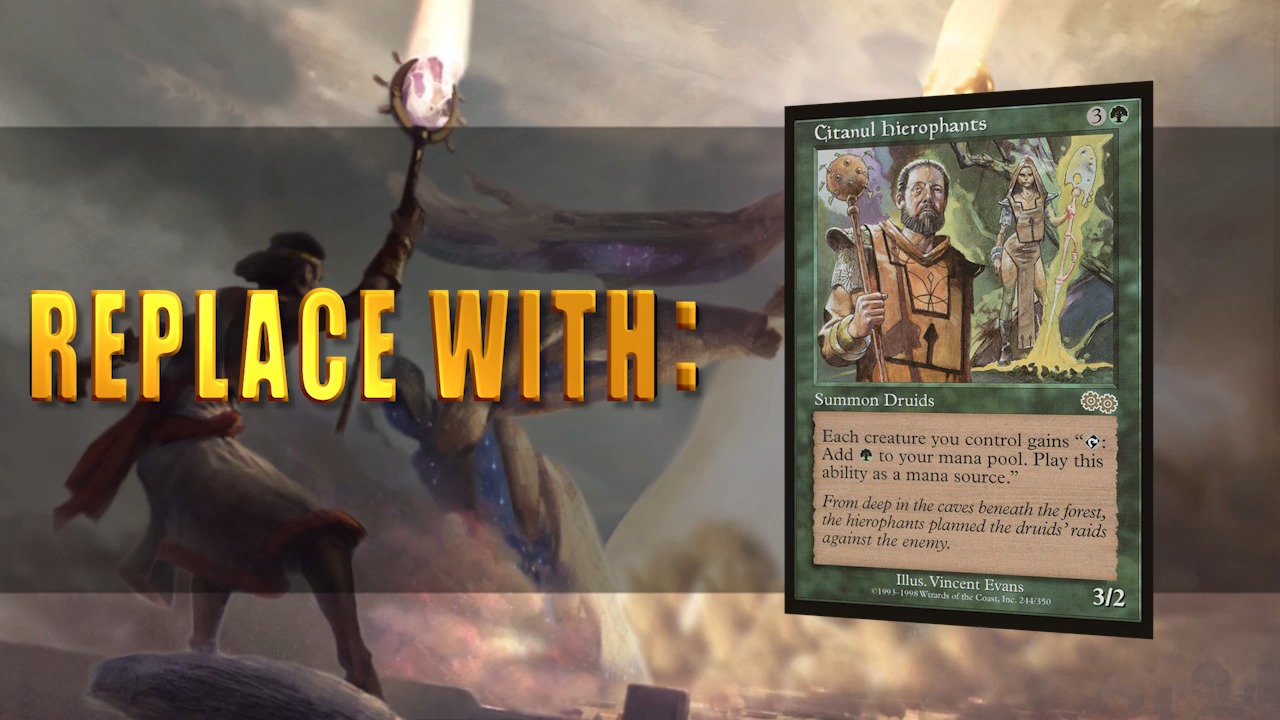 REPLACE WITH:
Citanul Hierophants
3
Summon Druids
Each creature you control gains “ :
Add to your mana pool. Play this
ability as a mana source.”
From deep in the caves beneath the forest,
the hierophants planned the druids’ raids
against the enemy.
Illus. Vincent Evans
©1993–1998 Wizards of the Coast, Inc. 244/350
3/2